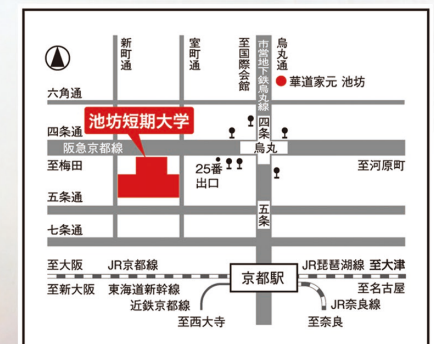 新町通
室町通
至国際会館
市営地下鉄烏丸線
烏丸通
華道家元 池坊
六角通
池坊短期大学
四条通
四条
阪急京都線
烏丸
至梅田
25番
出口
至河原町
五条通
五条
七条通
至大阪 JR京都線
JR琵琶湖線 至大津
京都駅
至新大阪 東海道新幹線
至名古屋
近鉄京都線
JR奈良線
至西大寺
至奈良